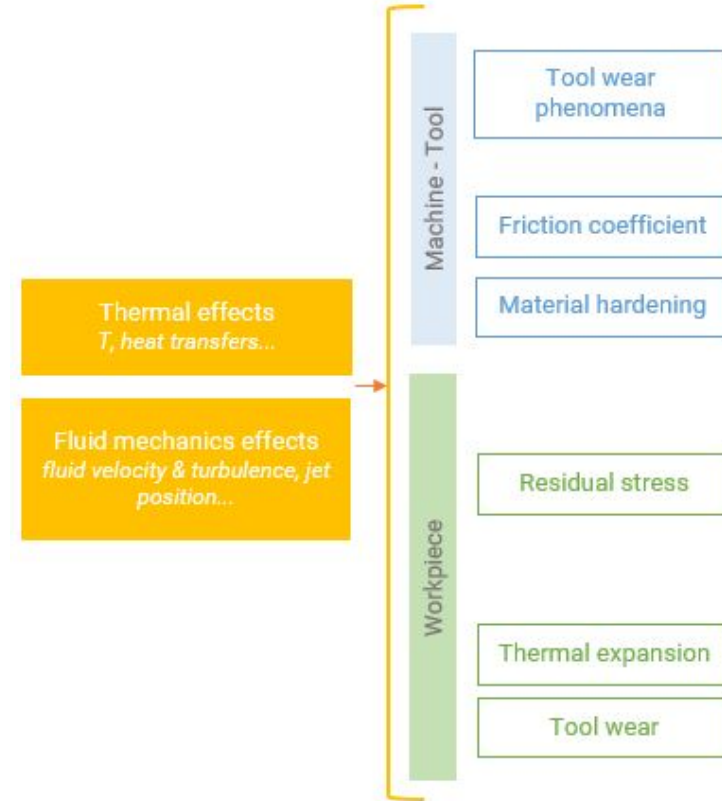 Thermal effects
T, heat transfers...
Fluid mechanics effects
fluid velocity & turbulence, jet
position...
Machine - Tool
Tool wear
phenomena
Friction coefficient
Material hardening
Workpiece
Residual stress
Thermal expansion
Tool wear